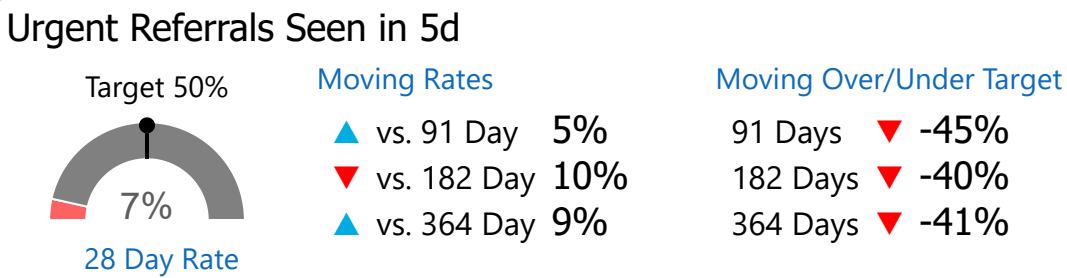 Urgent Referrals Seen in 5d
Target 50%
7%
28 Day Rate
Moving Rates
▲ vs. 91 Day 5%
▼ vs. 182 Day 10%
▲ vs. 364 Day 9%
Moving Over/Under Target
91 Days ▼ -45%
182 Days ▼ -40%
364 Days ▼ -41%